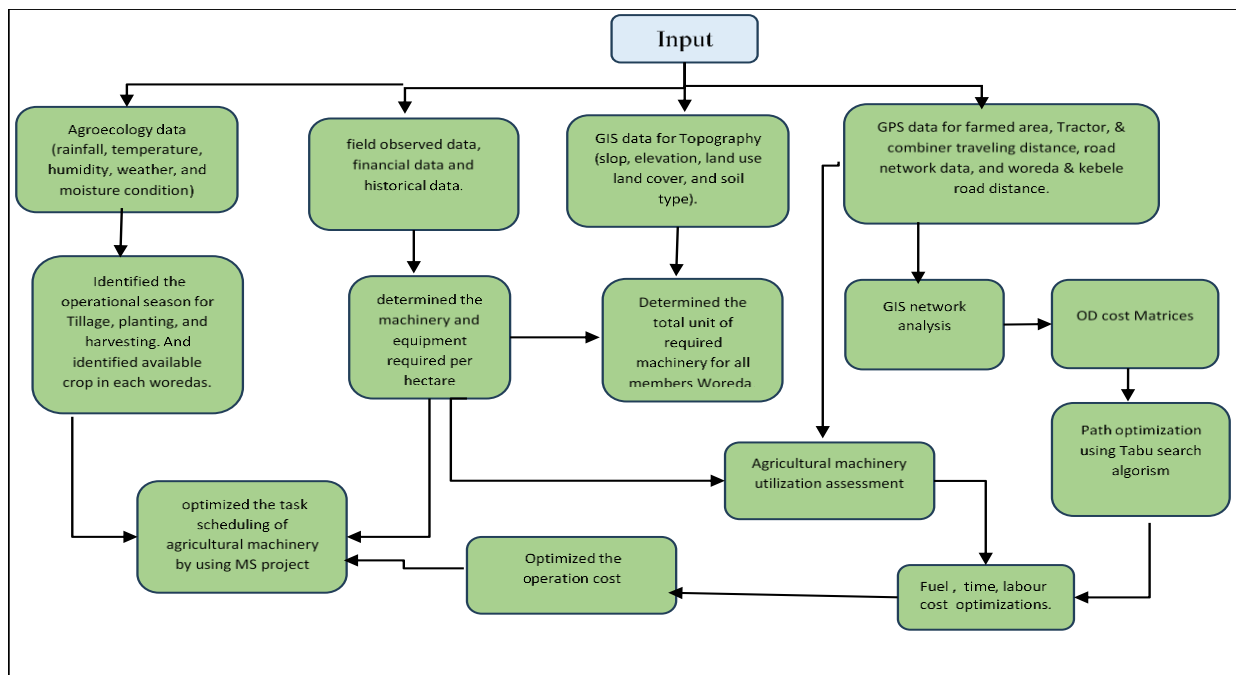 Input
Agroecology data
(rainfall, temperature,
humidity, weather, and
moisture condition)
field observed data,
financial data and
historical data.
GIS data for Topography
(slop, elevation, land use
land cover, and soil
type).
GPS data for farmed area, Tractor, &
combiner traveling distance, road
network data, and woreda & kebele
road distance.
Identified the
operational season for
Tillage, planting, and
harvesting. And
identified available
crop in each woredas.
determined the
machinery and
equipment
required per
hectare
Determined the
total unit of
required
machinery for all
members Woreda
GIS network
analysis
OD cost Matrices
Path optimization
using Tabu search
algorism
Agricultural machinery
utilization assessment
optimized the task
scheduling of
agricultural machinery
by using MS project
Optimized the
operation cost
Fuel , time, labour
cost optimizations.